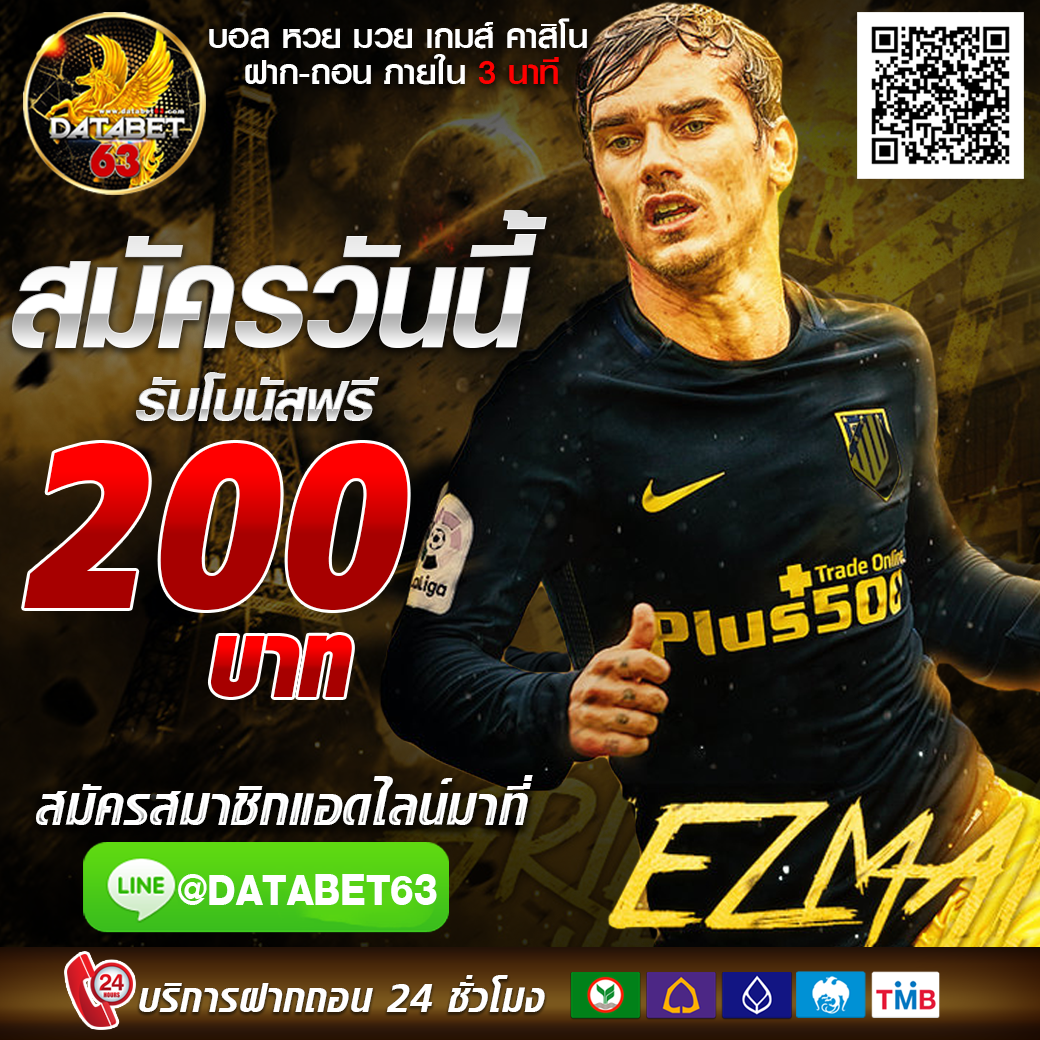 บอล หวย มวย เกมส์ คาสิโน
ฝาก-ถอน ภายใน 3 นาที
DATABET
63
สมัครวันนี้
รับโบนัสฟรี
200
บาท
aLiga
Trade Online
Plus500
สมัครสมาชิกแอดไลน์มาที่
LINE @DATABET63
EZMA
24
HOURS
บริการฝากถอน 24 ชั่วโมง
TMB